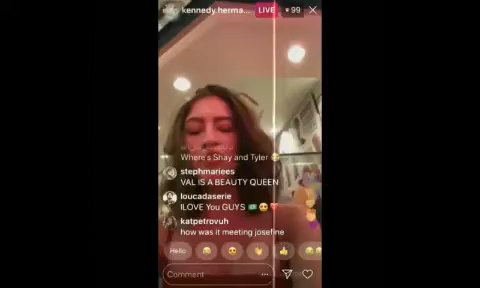 kennedy.herma... LIVE 99
Where's Shay and Tyler 😂
stephmariees
VAL IS A BEAUTY QUEEN
loucadaserie
ILOVE You GUYS 💵🥺❤️
katpetrovuh
how was it meeting josefine
Hello
Comment